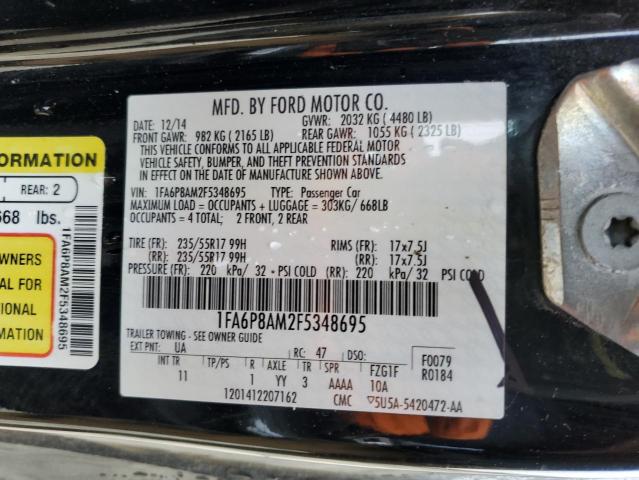 MFD. BY FORD MOTOR CO.
DATE: 12/14 GVWR: 2032 KG ( 4480 LB)
FRONT GAWR: 982 KG ( 2165 LB) REAR GAWR: 1055 KG ( 2325 LB)
THIS VEHICLE CONFORMS TO ALL APPLICABLE FEDERAL MOTOR
VEHICLE SAFETY, BUMPER, AND THEFT PREVENTION STANDARDS
IN EFFECT ON THE DATE OF MANUFACTURE SHOWN ABOVE.
VIN: 1FA6P8AM2F5348695 TYPE: Passenger Car
MAXIMUM LOAD = OCCUPANTS + LUGGAGE = 303KG/ 668LB
OCCUPANTS = 4 TOTAL; 2 FRONT, 2 REAR
TIRE (FR): 235/55R17 99H RIMS (FR): 17x7.5J
(RR): 235/55R17 99H (RR): 17x7.5J
PRESSURE (FR): 220 kPa/ 32 PSI COLD (RR): 220 kPa/ 32 PSI COLD
1FA6P8AM2F5348695
TRAILER TOWING - SEE OWNER GUIDE
EXT PNT: UA RC: 47 DSO: F0079
INT TR TP/PS R AXLE TR SPR FZG1F R0184
11 1 YY 3 AAAA 10A
1201412207162 CMC 5U5A-5420472-AA
FORMATION
REAR: 2
668 lbs.
OWNERS
AL FOR
TIONAL
MATION
1FA6P8AM2F5348695